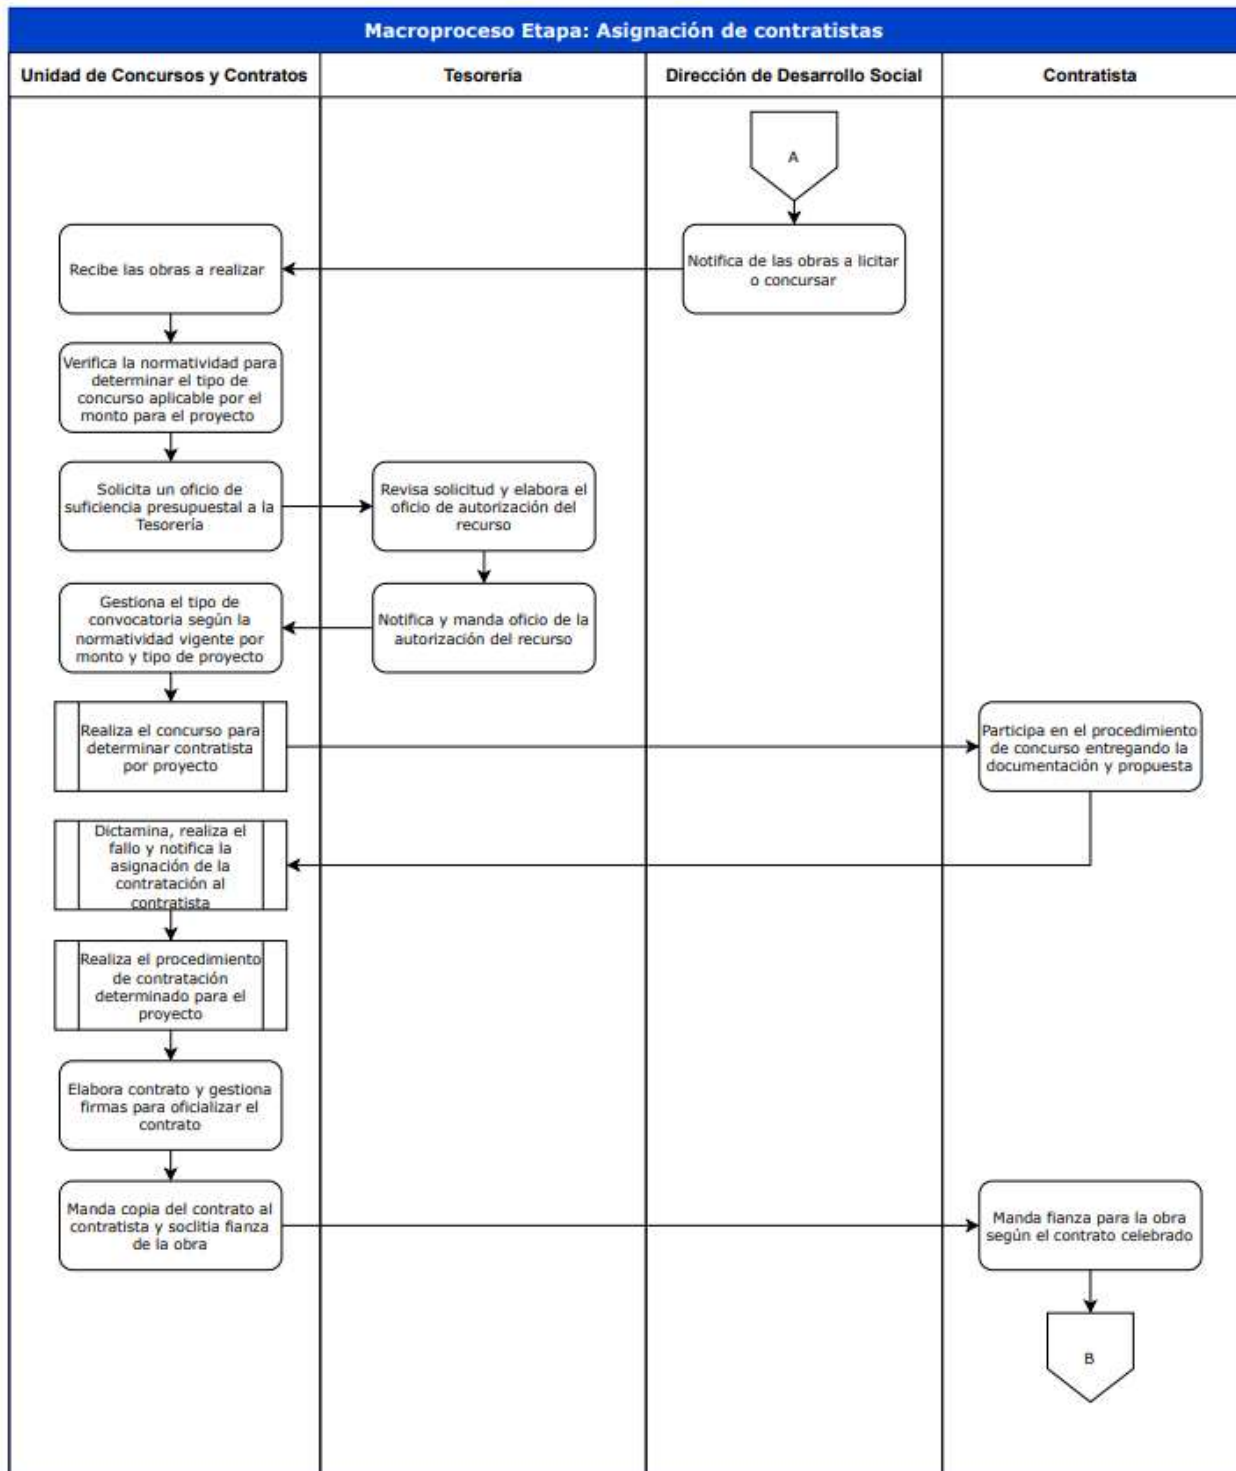 Macroproceso Etapa: Asignación de contratistas
Unidad de Concursos y Contratos
Tesorería
Dirección de Desarrollo Social
Contratista
A
Notifica de las obras a licitar
o concursar
Recibe las obras a realizar
Verifica la normatividad para
determinar el tipo de
concurso aplicable por el
monto para el proyecto
Solicita un oficio de
suficiencia presupuestal a la
Tesorería
Revisa solicitud y elabora el
oficio de autorización del
recurso
Notifica y manda oficio de la
autorización del recurso
Gestiona el tipo de
convocatoria según la
normatividad vigente por
monto y tipo de proyecto
Realiza el concurso para
determinar contratista
por proyecto
Participa en el procedimiento
de concurso entregando la
documentación y propuesta
Dictamina, realiza el
fallo y notifica la
asignación de la
contratación al
contratista
Realiza el procedimiento
de contratación
determinado para el
proyecto
Elabora contrato y gestiona
firmas para oficializar el
contrato
Manda copia del contrato al
contratista y soclitia fianza
de la obra
Manda fianza para la obra
según el contrato celebrado
B